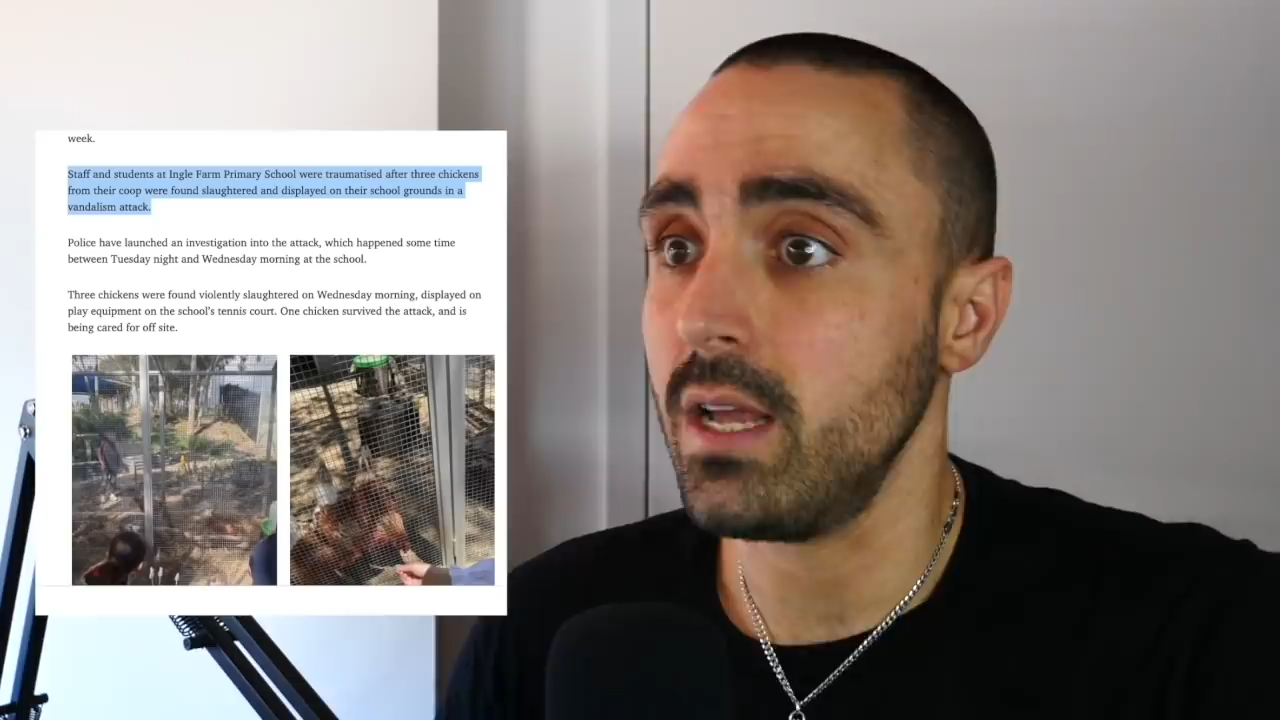 week.
Staff and students at Ingle Farm Primary School were traumatised after three chickens
from their coop were found slaughtered and displayed on their school grounds in a
vandalism attack.
Police have launched an investigation into the attack, which happened some time
between Tuesday night and Wednesday morning at the school.
Three chickens were found violently slaughtered on Wednesday morning, displayed on
play equipment on the school's tennis court. One chicken survived the attack, and is
being cared for off site.